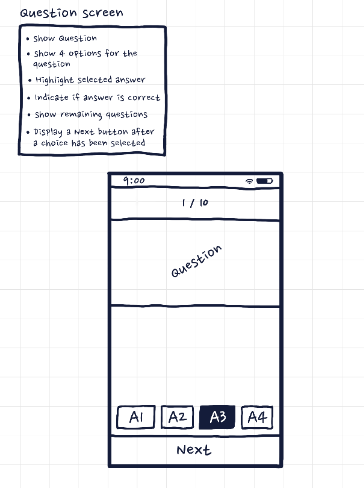 Question screen
• Show Question
• Show 4 options for the
question
• Highlight selected answer
• Indicate if answer is correct
• Show remaining questions
• Display a Next button after
a choice has been selected
9:00
1 / 10
Question
A1 A2 A3 A4
Next